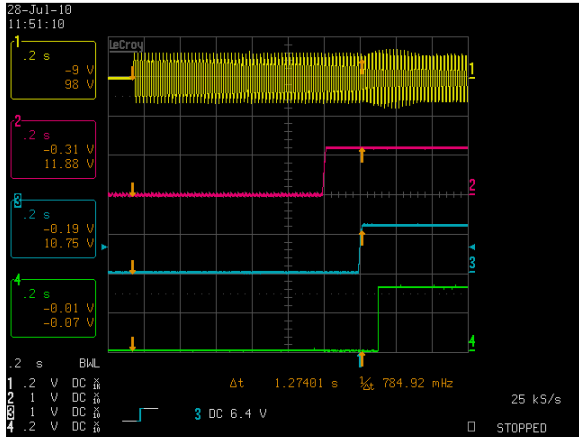 28-Jul-10
11:51:10
LeCroy
1
.2 s
-9 V
98 V
1
2
.2 s
-0.31 V
11.88 V
2
3
.2 s
-0.19 V
10.75 V
3
4
.2 s
-0.01 V
-0.07 V
4
.2 s BWL
1 .2 V DC
2 1 V DC
3 1 V DC
4 .2 V DC
Δt 1.27401 s 1/Δt 784.92 mHz
3 DC 6.4 V
25 kS/s
STOPPED